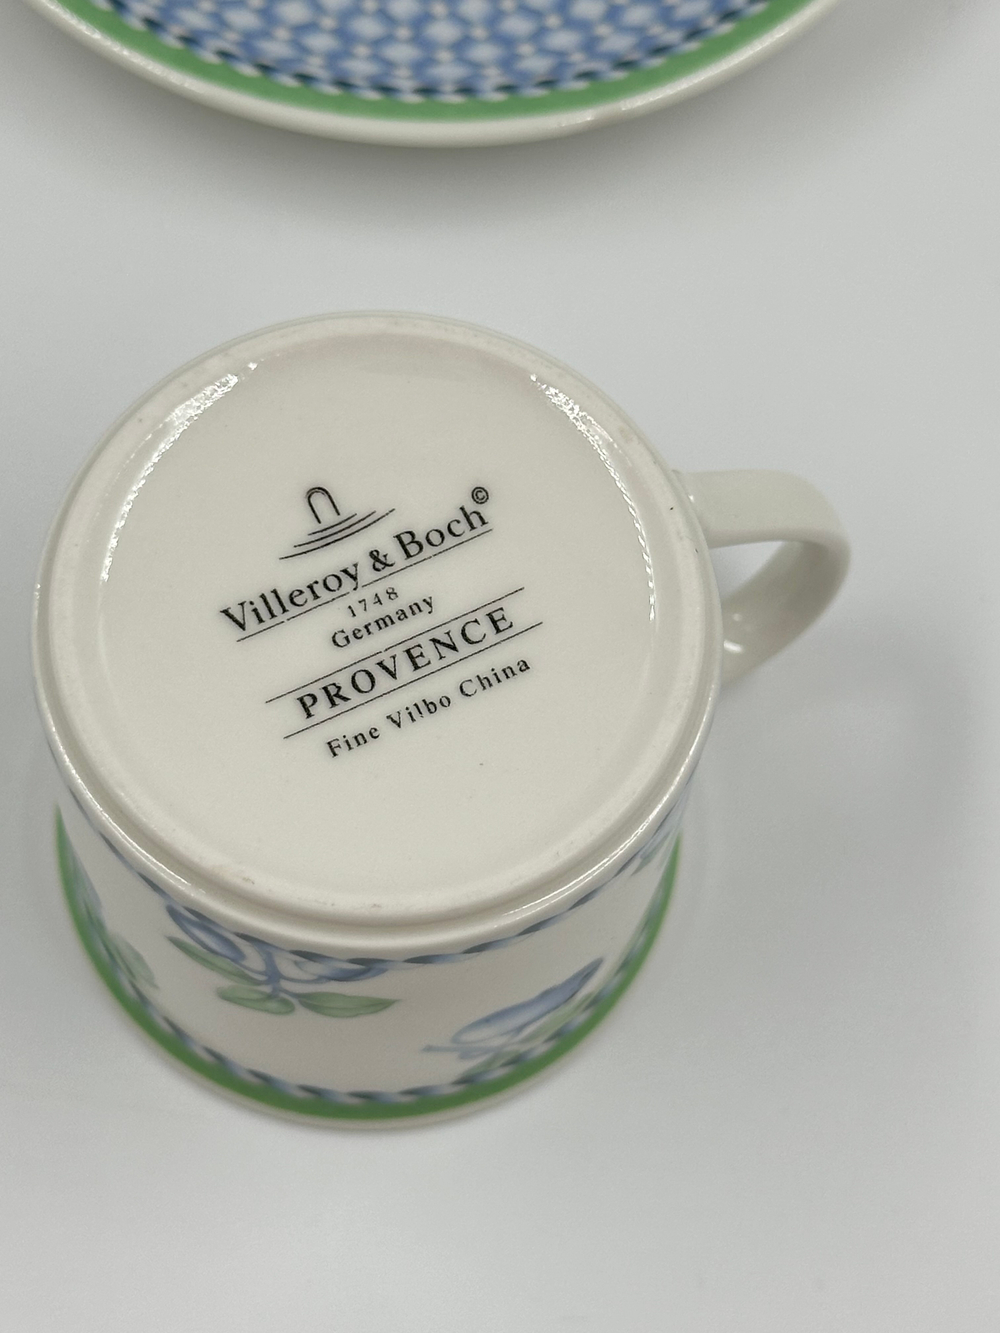 Villeroy & Boch©
1748
Germany
PROVENCE
Fine Vilbo China